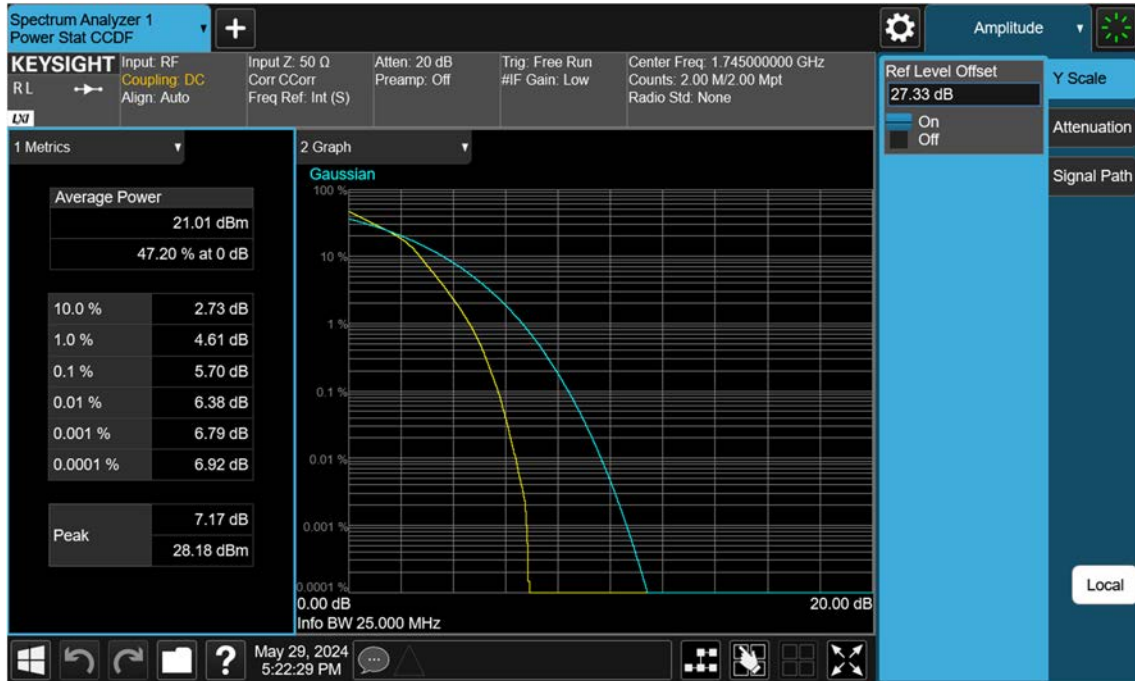 Spectrum Analyzer 1
Power Stat CCDF
+
Amplitude
KEYSIGHT
RL
LXI
Input: RF
Coupling: DC
Align: Auto
Input Z: 50 Ω
Corr CCorr
Freq Ref: Int (S)
Atten: 20 dB
Preamp: Off
Trig: Free Run
#IF Gain: Low
Center Freq: 1.745000000 GHz
Counts: 2.00 M/2.00 Mpt
Radio Std: None
Ref Level Offset
27.33 dB
On
Off
Y Scale
Attenuation
Signal Path
1 Metrics
Average Power
21.01 dBm
47.20 % at 0 dB
10.0 % 2.73 dB
1.0 % 4.61 dB
0.1 % 5.70 dB
0.01 % 6.38 dB
0.001 % 6.79 dB
0.0001 % 6.92 dB
Peak
7.17 dB
28.18 dBm
2 Graph
Gaussian
100 %
10 %
1 %
0.1 %
0.01 %
0.001 %
0.0001 %
0.00 dB 20.00 dB
Info BW 25.000 MHz
Local
?
May 29, 2024
5:22:29 PM